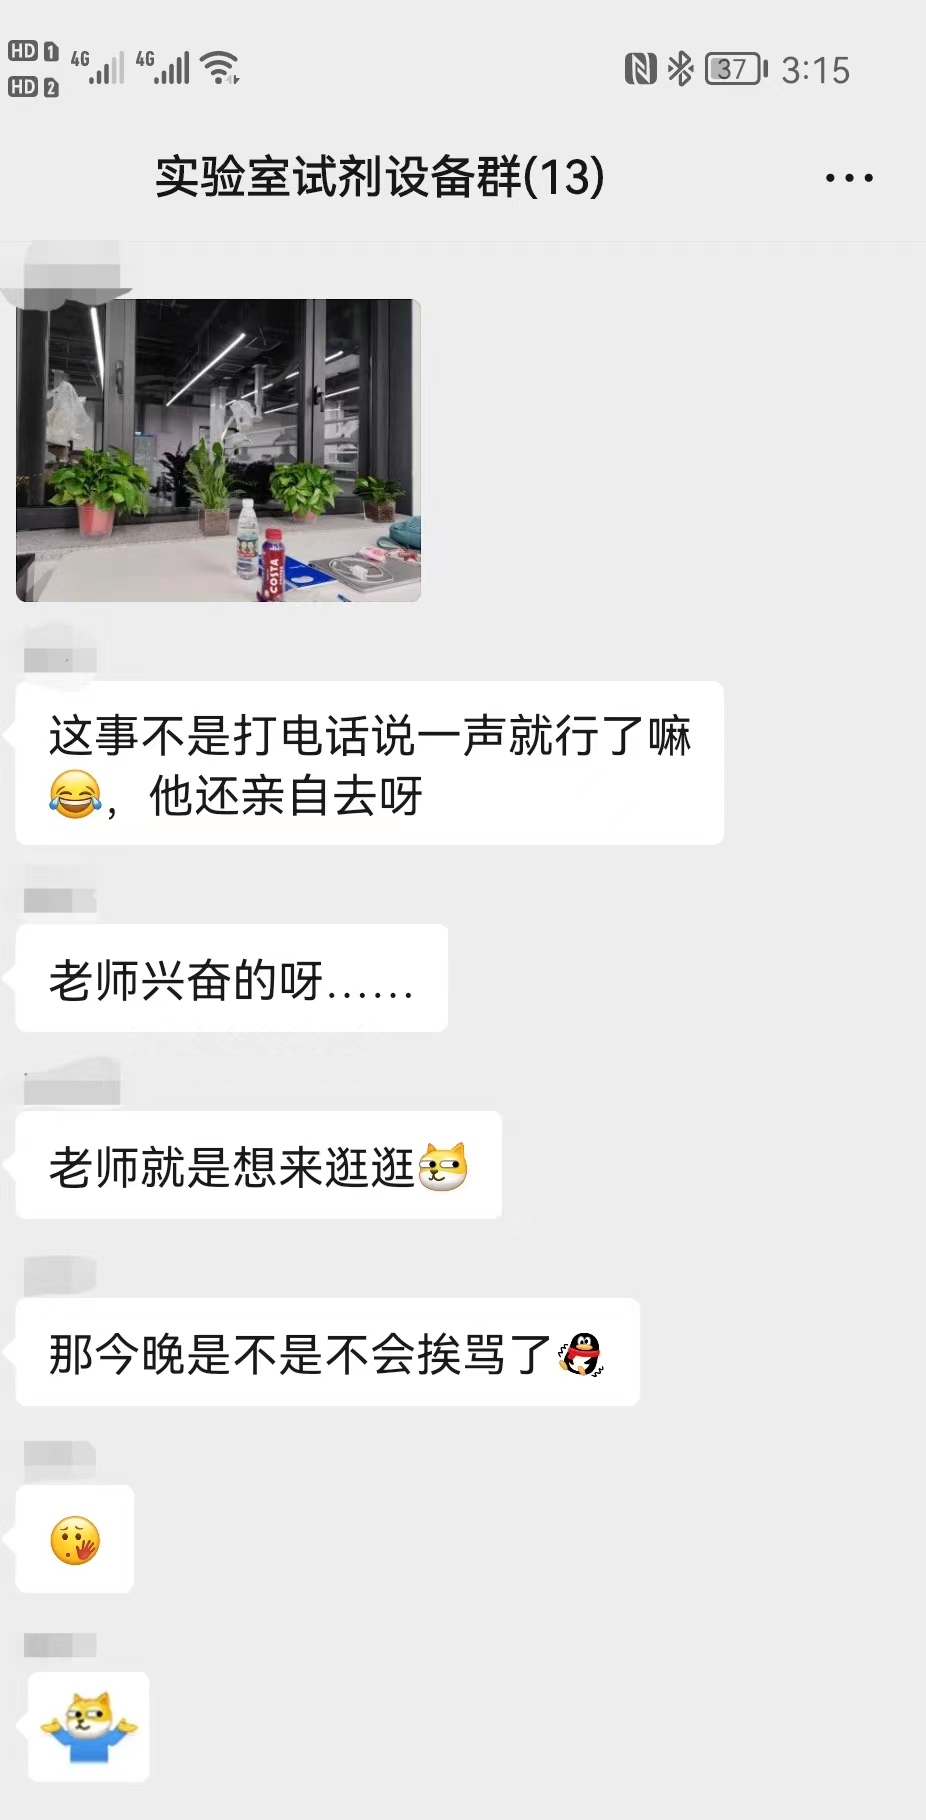 HD 1 4G 4G 37 3:15
HD 2
实验室试剂设备群(13)
COSTA
这事不是打电话说一声就行了嘛
😂，他还亲自去呀
老师兴奋的呀……
老师就是想来逛逛
那今晚是不是不会挨骂了